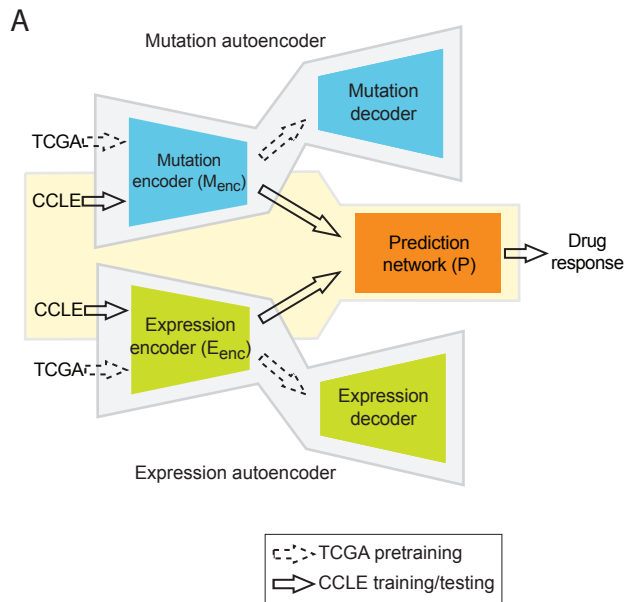 A
Mutation autoencoder
Mutation
decoder
TCGA
Mutation
encoder (Menc)
CCLE
Prediction
network (P)
Drug
response
CCLE
Expression
encoder (Eenc)
TCGA
Expression
decoder
Expression autoencoder
TCGA pretraining
CCLE training/testing